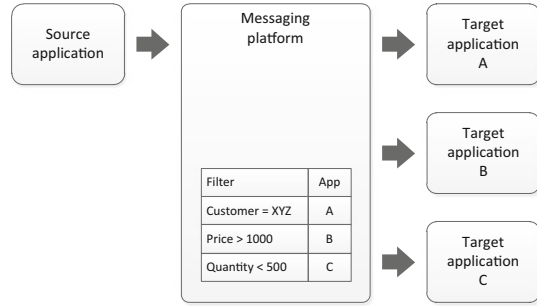 Source
application
Messaging
platform
Filter App
Customer = XYZ A
Price > 1000 B
Quantity < 500 C
Target
application
A
Target
application
B
Target
application
C